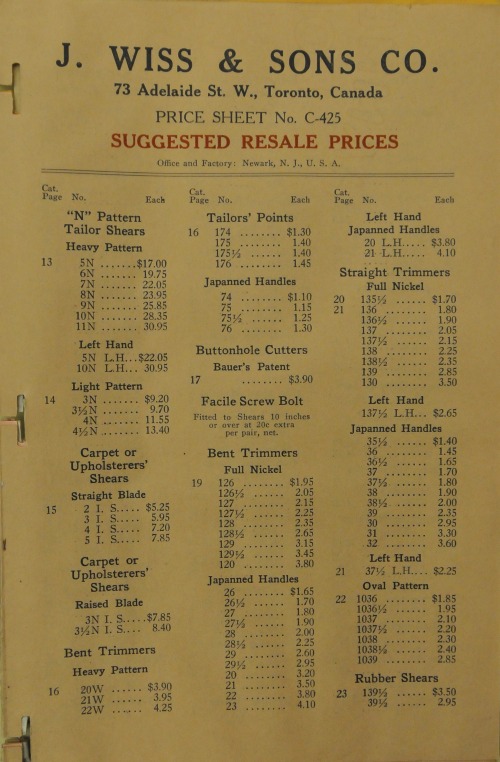 J. WISS & SONS CO.
73 Adelaide St. W., Toronto, Canada
PRICE SHEET No. C-425
SUGGESTED RESALE PRICES
Office and Factory: Newark, N. J., U. S. A.
Cat. Page No. Each
"N" Pattern
Tailor Shears
Heavy Pattern
13 5N .......$17.00
6N ....... 19.75
7N ....... 22.05
8N ....... 23.95
9N ....... 25.85
10N ....... 28.35
11N ....... 30.95
Left Hand
5N L.H...$22.05
10N L.H... 30.95
Light Pattern
14 3N ....... $9.20
3½N ....... 9.70
4N ....... 11.55
4½N ....... 13.40
Carpet or
Upholsterers'
Shears
Straight Blade
15 2 I. S.... $5.25
3 I. S.... 5.95
4 I. S.... 7.20
5 I. S.... 7.85
Carpet or
Upholsterers'
Shears
Raised Blade
3N I. S.....$7.85
3½N I. S.... 8.40
Bent Trimmers
Heavy Pattern
16 20W ...... $3.90
21W ...... 3.95
22W ...... 4.25
Cat. Page No. Each
Tailors' Points
16 174 ........ $1.30
175 ........ 1.40
175½ ........ 1.40
176 ........ 1.45
Japanned Handles
74 ........ $1.10
75 ........ 1.15
75½ ........ 1.25
76 ........ 1.30
Buttonhole Cutters
Bauer's Patent
17 ........ $3.90
Facile Screw Bolt
Fitted to Shears 10 inches
or over at 20c extra
per pair, net.
Bent Trimmers
Full Nickel
19 126 ........ $1.95
126½ ...... 2.05
127 ........ 2.15
127½ ...... 2.25
128 ........ 2.35
128½ ...... 2.65
129 ........ 3.15
129½ ...... 3.45
120 ........ 3.80
Japanned Handles
26 ........ $1.65
26½ ........ 1.70
27 ........ 1.80
27½ ........ 1.90
28 ........ 2.00
28½ ........ 2.25
29 ........ 2.60
29½ ........ 2.95
20 ........ 3.20
21 ........ 3.50
22 ........ 3.80
23 ........ 4.10
Cat. Page No. Each
Left Hand
Japanned Handles
20 L.H..... $3.80
21 L.H..... 4.10
Straight Trimmers
Full Nickel
20 135½ ...... $1.70
21 136 ........ 1.80
136½ ...... 1.90
137 ........ 2.05
137½ ...... 2.15
138 ........ 2.25
138½ ...... 2.35
139 ........ 2.85
130 ........ 3.50
Left Hand
137½ L.H... $2.65
Japanned Handles
35½ ........ $1.40
36 ........ 1.45
36½ ........ 1.65
37 ........ 1.70
37½ ........ 1.80
38 ........ 1.90
38½ ........ 2.00
39 ........ 2.35
30 ........ 2.95
31 ........ 3.30
32 ........ 3.60
Left Hand
21 37½ L.H.... $2.25
Oval Pattern
22 1036 ........ $1.85
1036½ ...... 1.95
1037 ........ 2.10
1037½ ...... 2.20
1038 ........ 2.30
1038½ ...... 2.40
1039 ........ 2.85
Rubber Shears
23 139½ ...... $3.50
39½ ...... 2.95